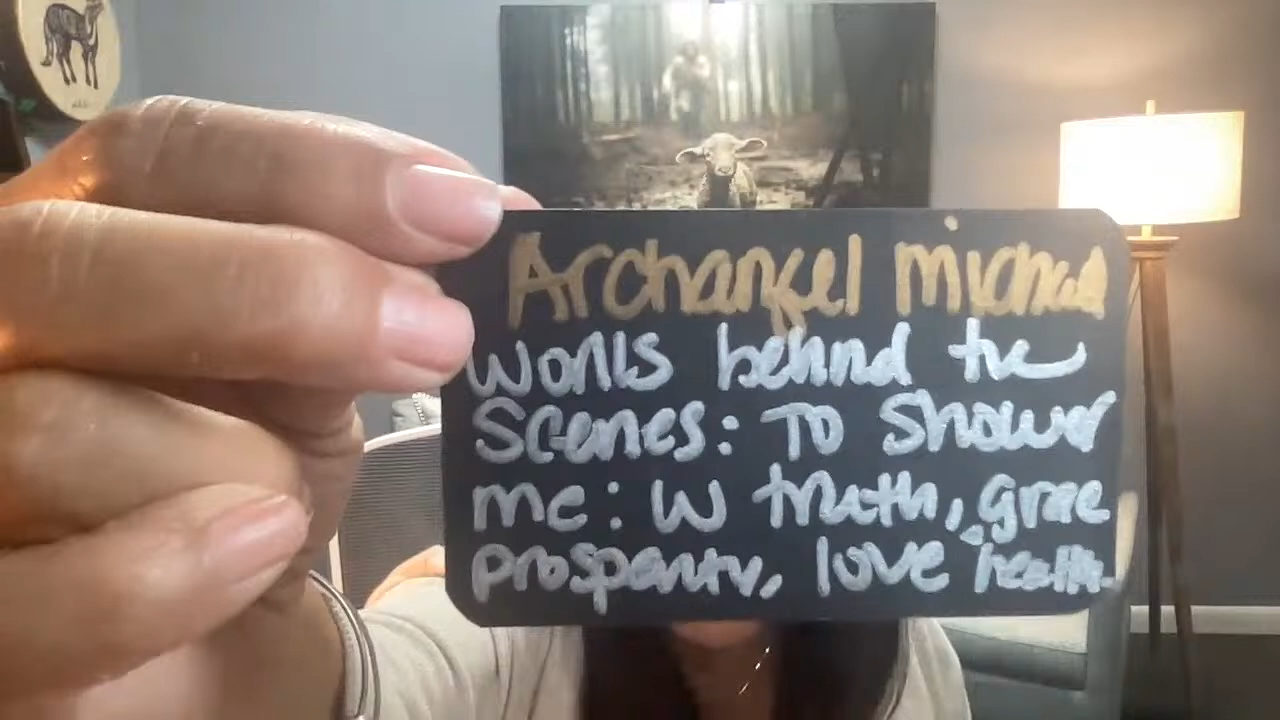 Archangel Michael
Works behind the
Scenes: To Shower
me: W truth, grace
prosperity, love health.